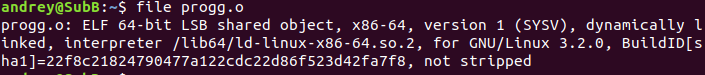 andrey@SubB:~$ file progg.o
progg.o: ELF 64-bit LSB shared object, x86-64, version 1 (SYSV), dynamically l
inked, interpreter /lib64/ld-linux-x86-64.so.2, for GNU/Linux 3.2.0, BuildID[s
ha1]=22f8c21824790477a122cdc22d86f523d42fa7f8, not stripped